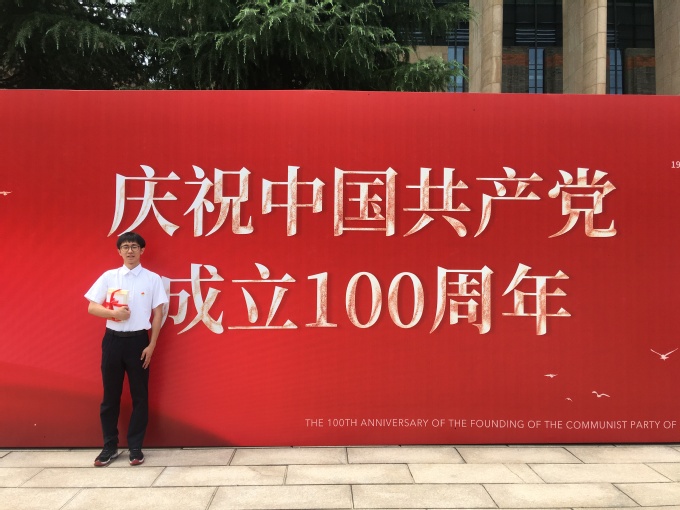 庆祝中国共产党
成立100周年
19
THE 100TH ANNIVERSARY OF THE FOUNDING OF THE COMMUNIST PARTY OF